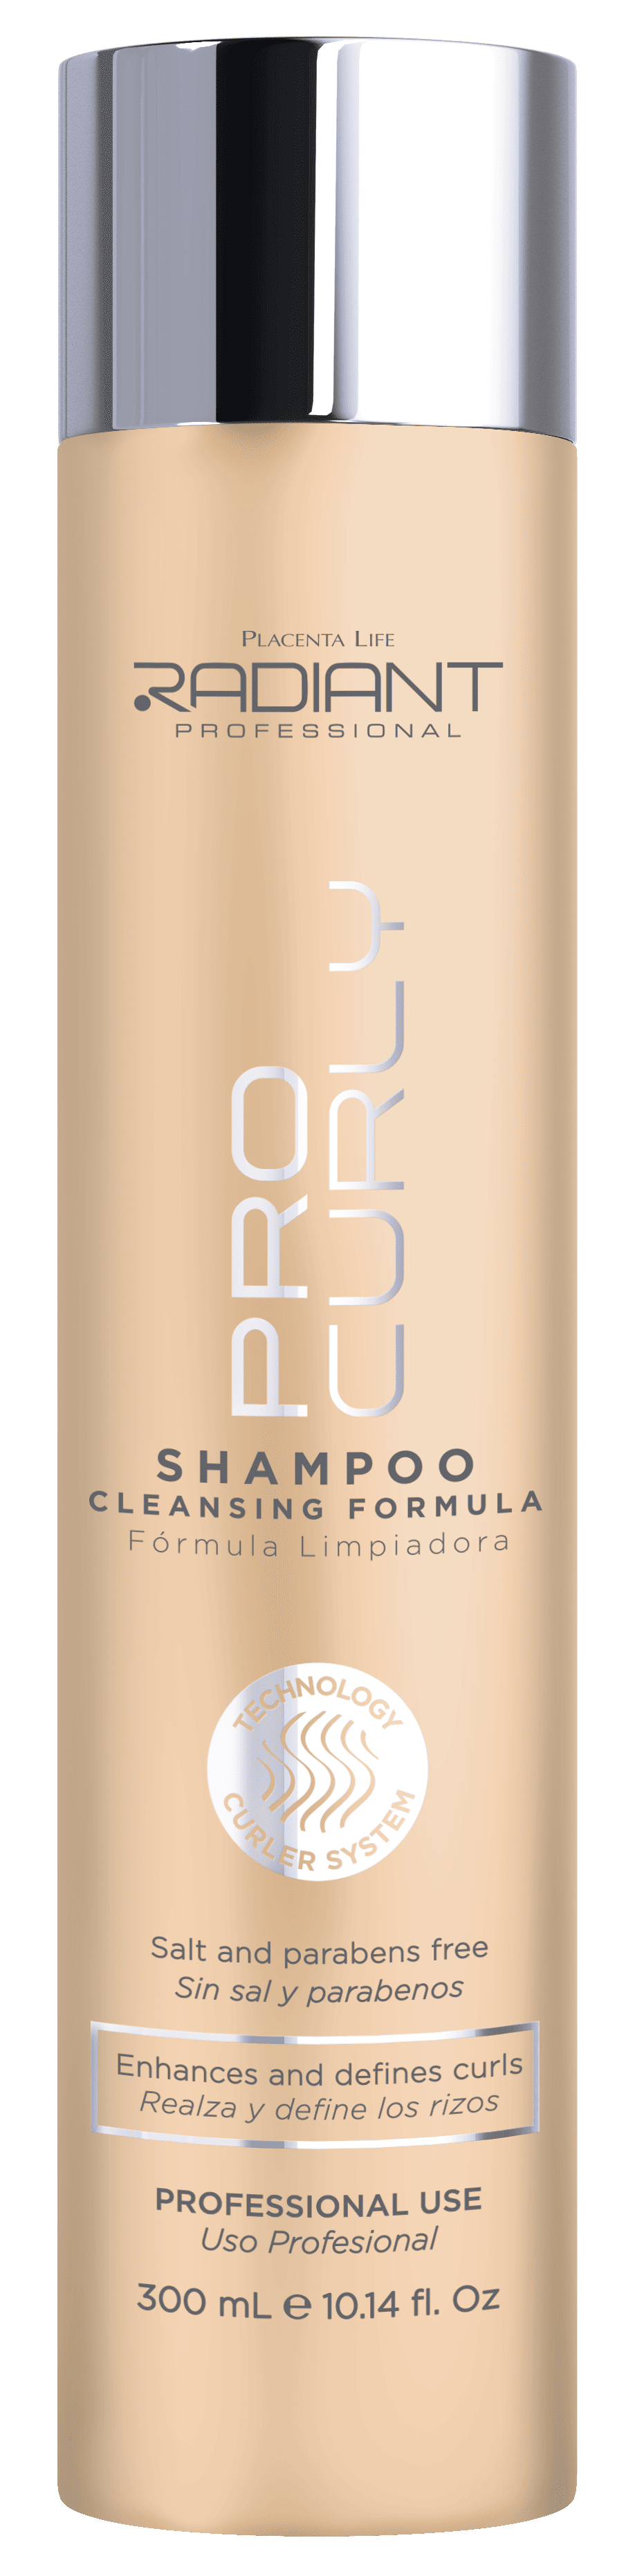 PLACENTA LIFE
RADIANT
PROFESSIONAL
PRO
CURLY
SHAMPOO
CLEANSING FORMULA
Fórmula Limpiadora
TECHNOLOGY
CURLER SYSTEM
Salt and parabens free
Sin sal y parabenos
Enhances and defines curls
Realza y define los rizos
PROFESSIONAL USE
Uso Profesional
300 mL ℮ 10.14 fl. Oz